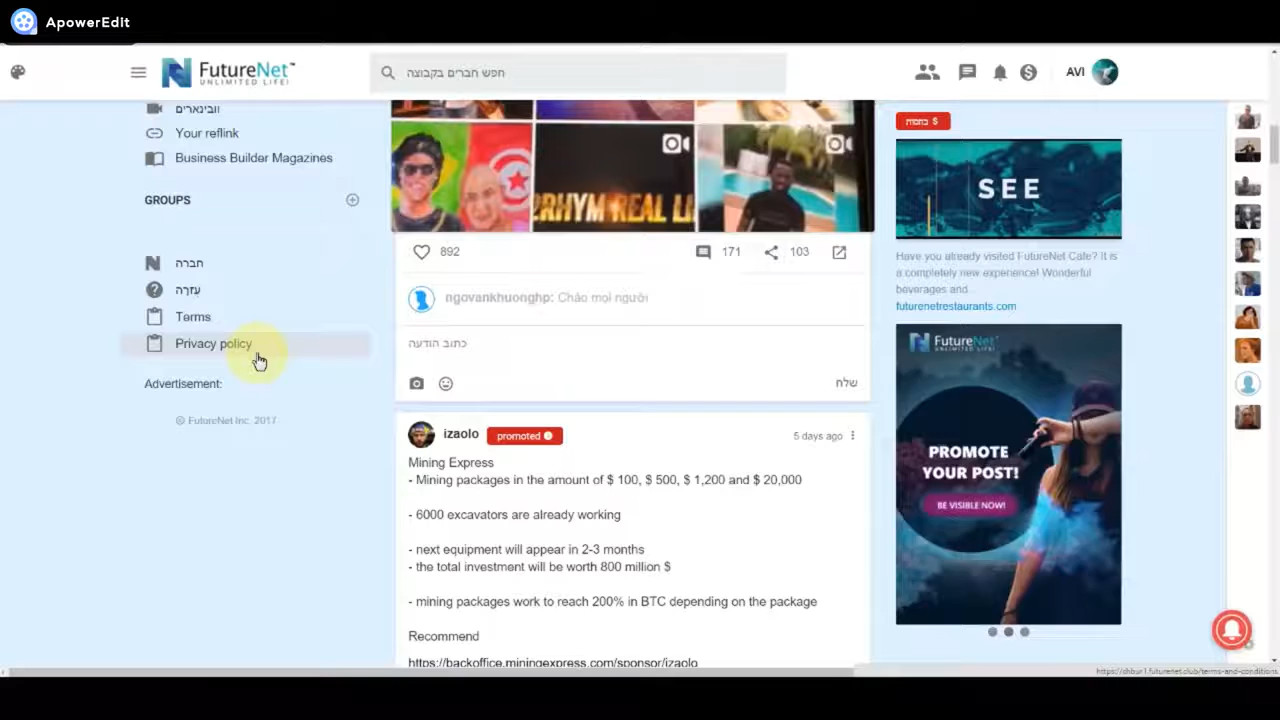 ApowerEdit
FutureNet™
UNLIMITED LIFE!
חפש חברים בקבוצה
AVI
וובינארים
Your reflink
Business Builder Magazines
GROUPS
חברה
עזרה
Terms
Privacy policy
Advertisement:
© FutureNet Inc. 2017
RHYM REAL LI
892
171
103
ngovankhuonghp: Chào mọi người
כתוב הודעה
שלח
izaolo
promoted
5 days ago
Mining Express
- Mining packages in the amount of $ 100, $ 500, $ 1,200 and $ 20,000
- 6000 excavators are already working
- next equipment will appear in 2-3 months
- the total investment will be worth 800 million $
- mining packages work to reach 200% in BTC depending on the package
Recommend
https://backoffice.miningexpress.com/sponsor/izaolo
SEE
Have you already visited FutureNet Cafe? It
is a completely new experience! Wonderful
beverages and
futurenetrestaurants.com
FutureNet
UNLIMITED LIFE!
PROMOTE
YOUR POST!
BE VISIBLE NOW!